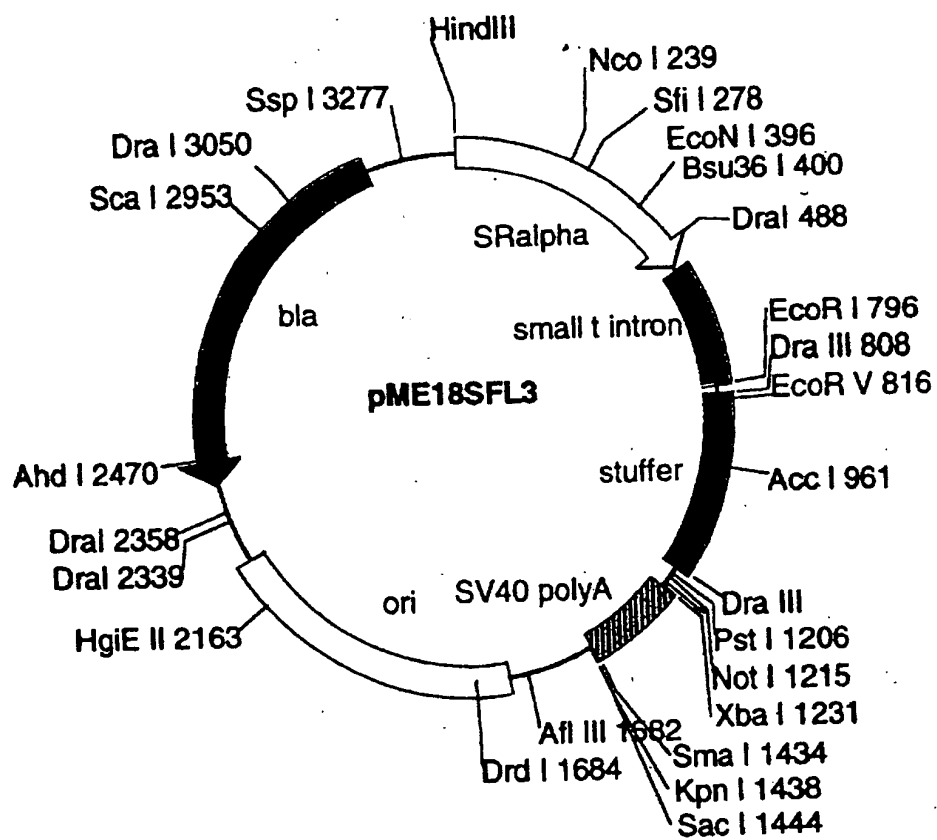 HindIII
Nco I 239
Sfi I 278
EcoN I 396
Bsu36 I 400
DraI 488
EcoR I 796
Dra III 808
EcoR V 816
Acc I 961
Dra III
Pst I 1206
Not I 1215
Xba I 1231
Sma I 1434
Kpn I 1438
Sac I 1444
Afl III 1682
Drd I 1684
HgiE II 2163
DraI 2339
DraI 2358
Ahd I 2470
Sca I 2953
Dra I 3050
Ssp I 3277
SRalpha
small t intron
stuffer
SV40 polyA
ori
bla
pME18SFL3